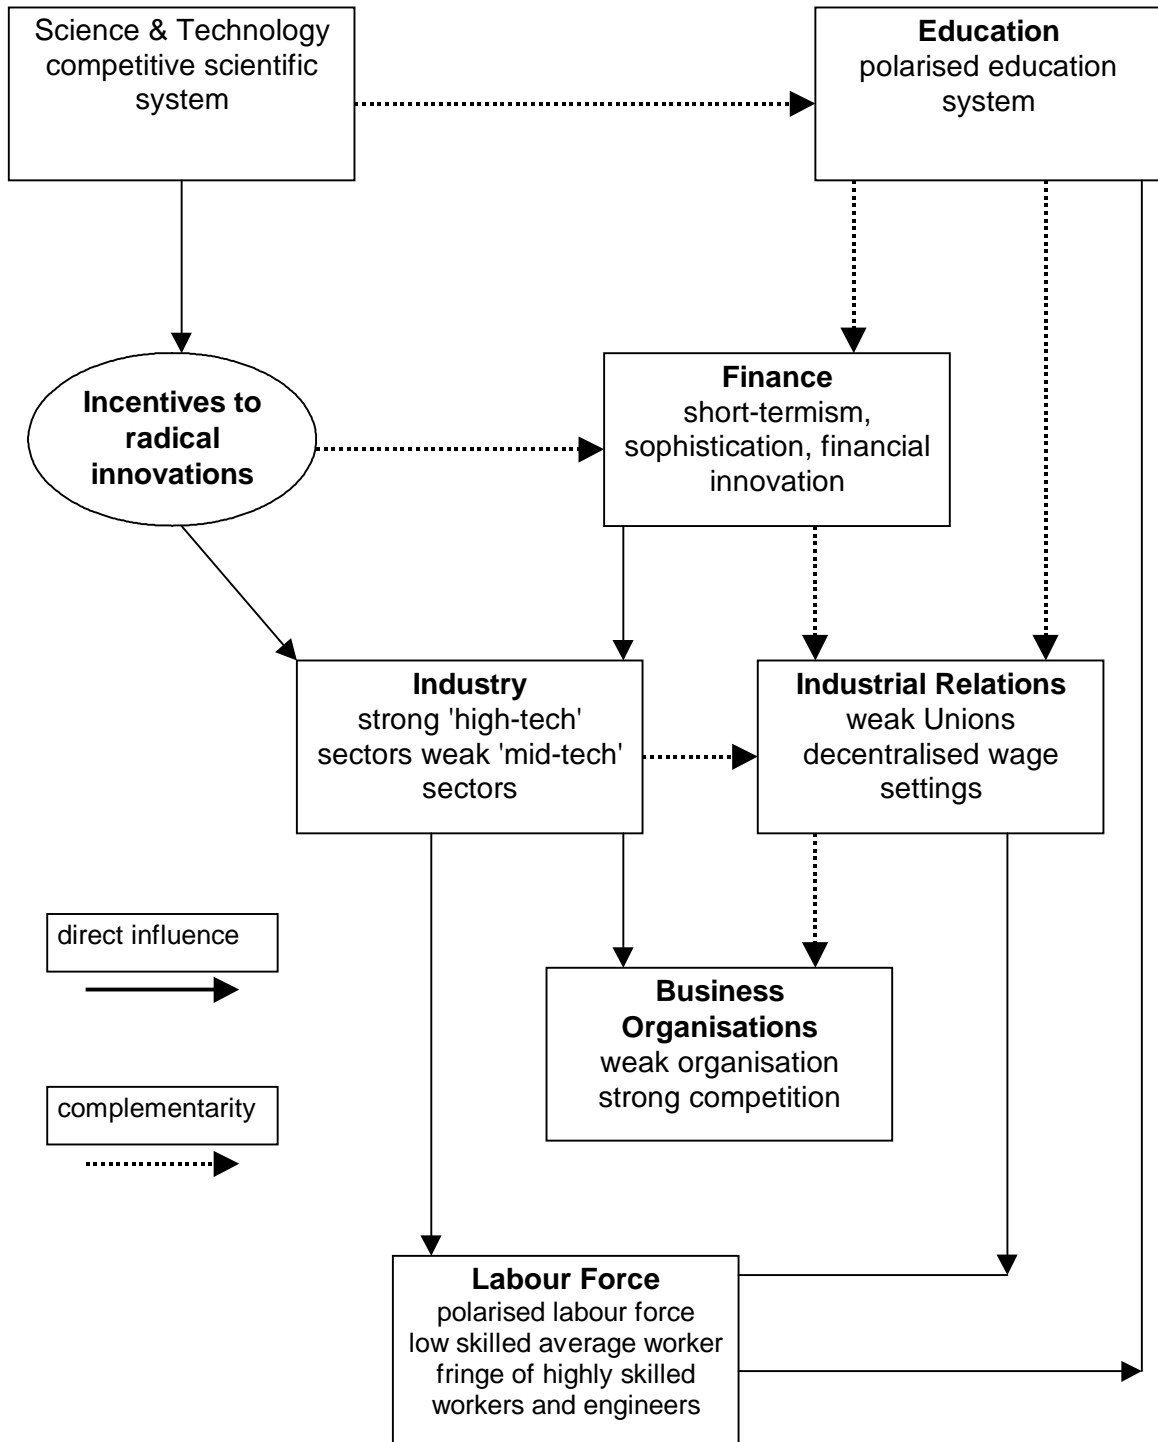 Science & Technology
competitive scientific
system
Education
polarised education
system
Incentives to
radical
innovations
Finance
short-termism,
sophistication, financial
innovation
Industry
strong 'high-tech'
sectors weak 'mid-tech'
sectors
Industrial Relations
weak Unions
decentralised wage
settings
direct influence
Business
Organisations
weak organisation
strong competition
complementarity
Labour Force
polarised labour force
low skilled average worker
fringe of highly skilled
workers and engineers